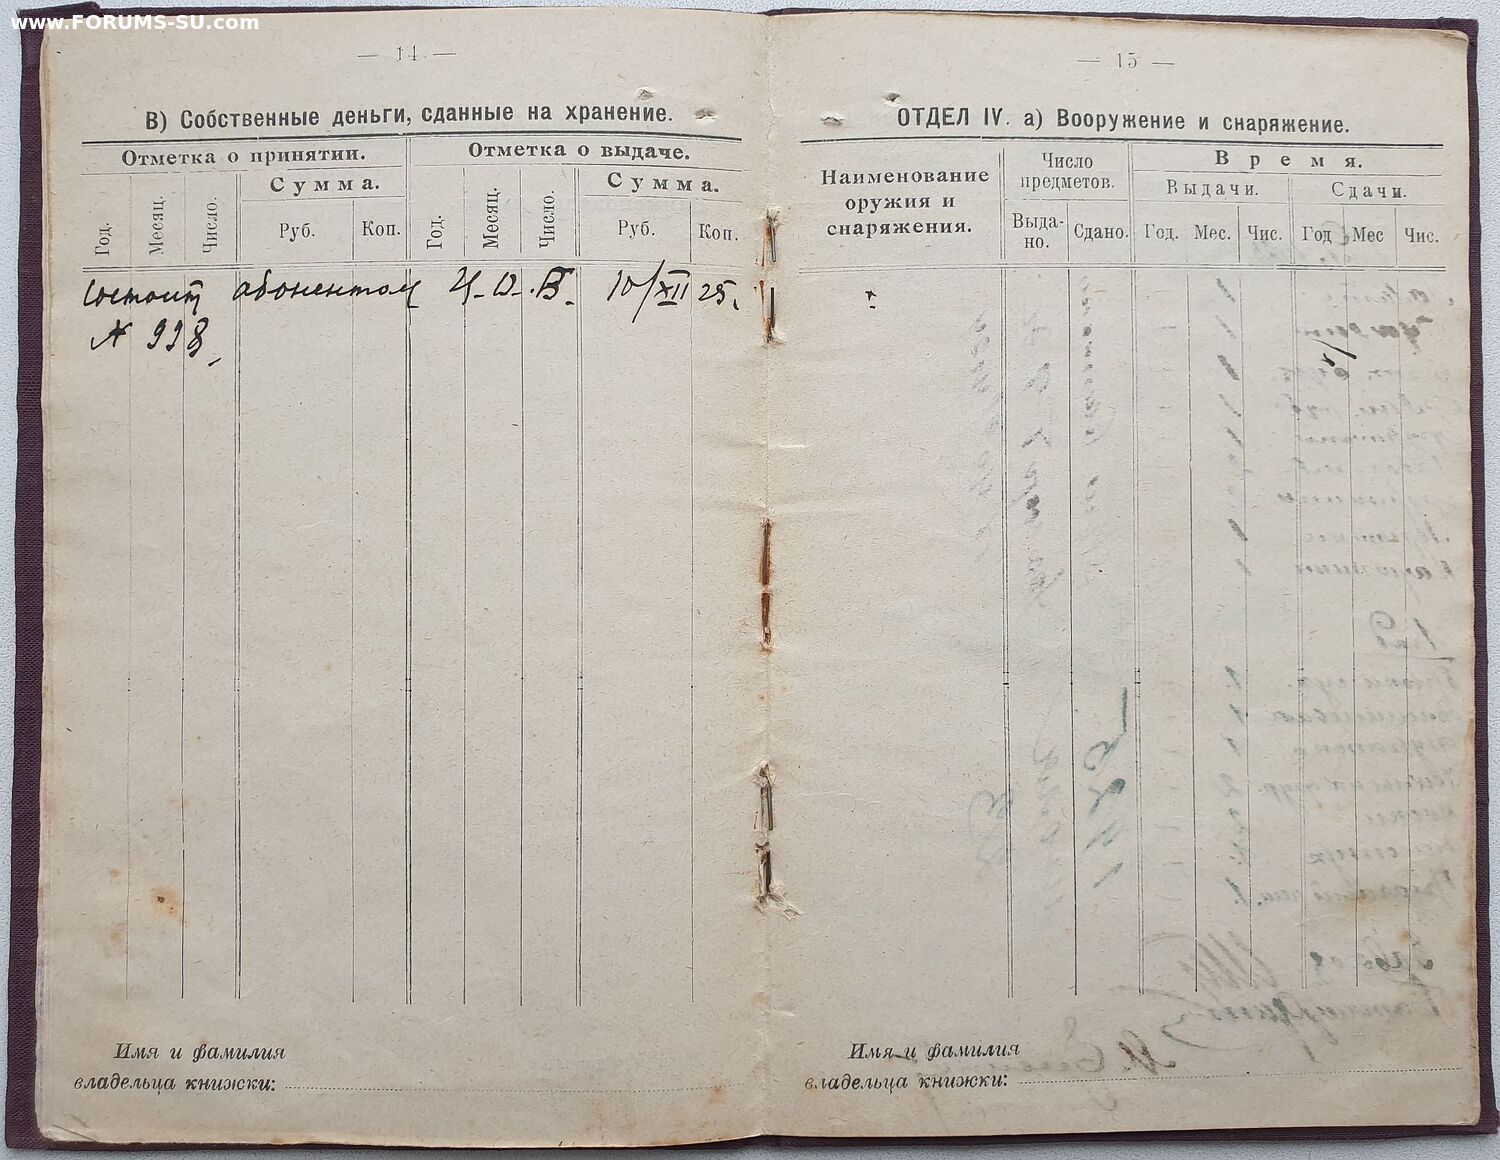 www.FORUMS-SU.com
— 14 —
В) Собственные деньги, сданные на хранение.
Отметка о принятии.
Отметка о выдаче.
Год.
Месяц.
Число.
Сумма.
Руб.
Коп.
Год.
Месяц.
Число.
Сумма.
Руб.
Коп.
Состоит абонентом 10/XII 25.
№ 998
Имя и фамилия
владельца книжки:
— 15 —
ОТДЕЛ IV. а) Вооружение и снаряжение.
Наименование
оружия и
снаряжения.
Число
предметов.
Выда-
но.
Сдано.
Время.
Выдачи.
Сдачи.
Год.
Мес.
Чис.
Год
Мес
Чис.
Имя и фамилия
владельца книжки: